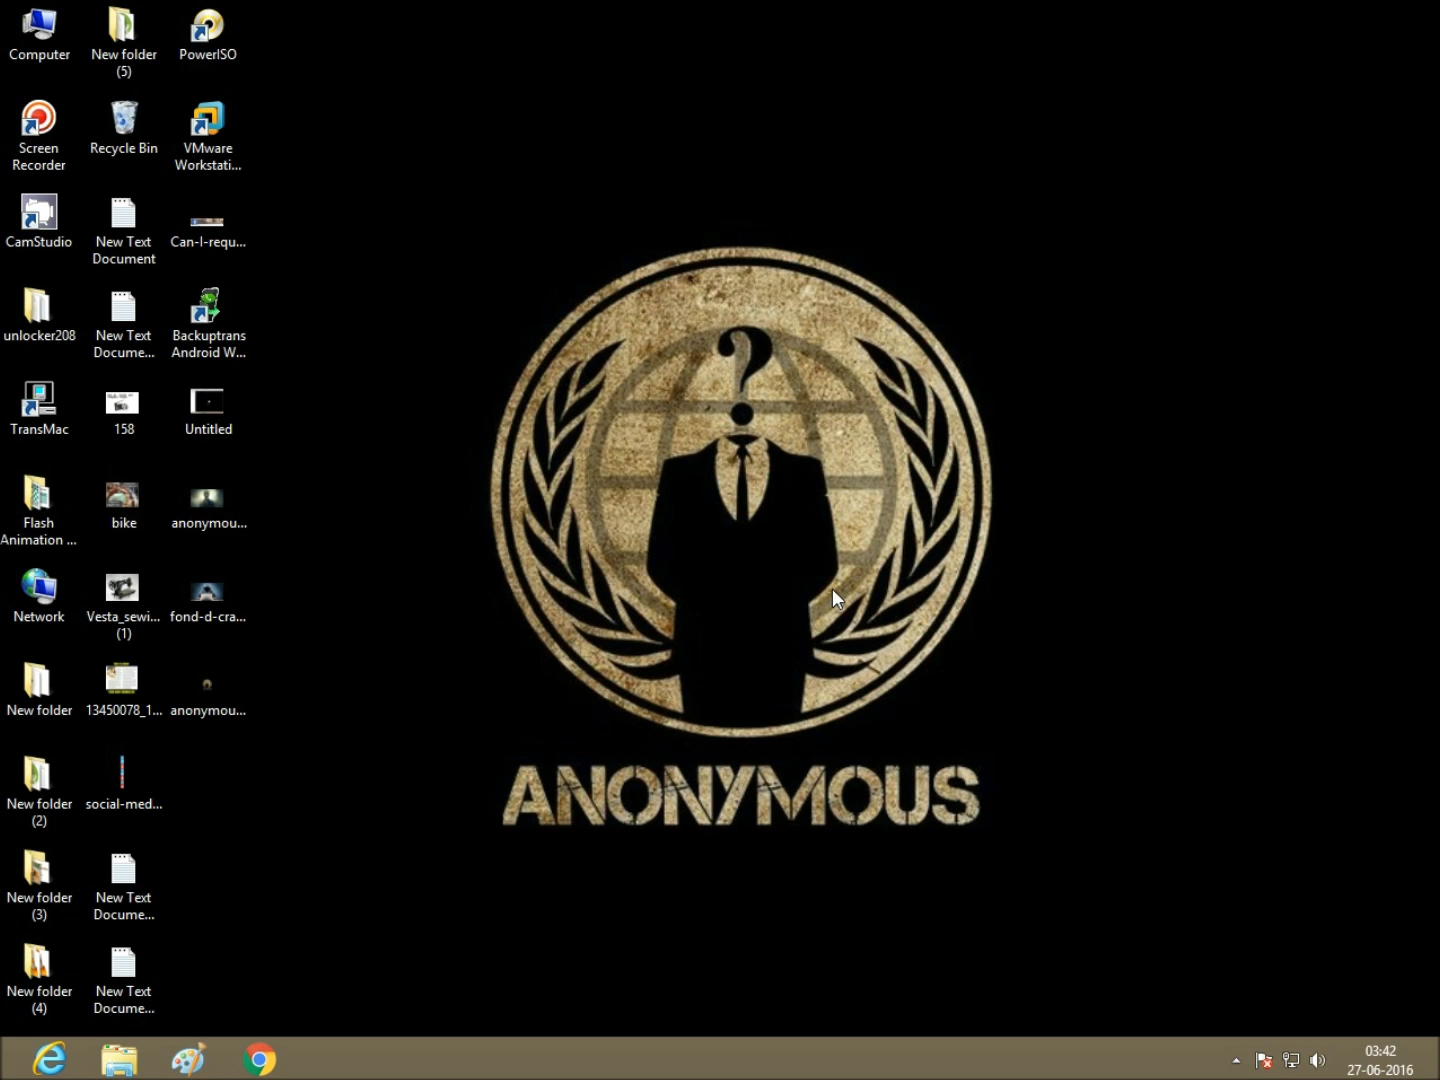 Computer
New folder
(5)
PowerISO
Screen
Recorder
Recycle Bin
VMware
Workstati...
CamStudio
New Text
Document
Can-I-requ...
unlocker208
New Text
Docume...
Backuptrans
Android W...
TransMac
158
Untitled
Flash
Animation ...
bike
anonymou...
Network
Vesta_sewi...
(1)
fond-d-cra...
New folder
13450078_1...
anonymou...
New folder
(2)
social-med...
New folder
(3)
New Text
Docume...
New folder
(4)
New Text
Docume...
?
ANONYMOUS
03:42
27-06-2016